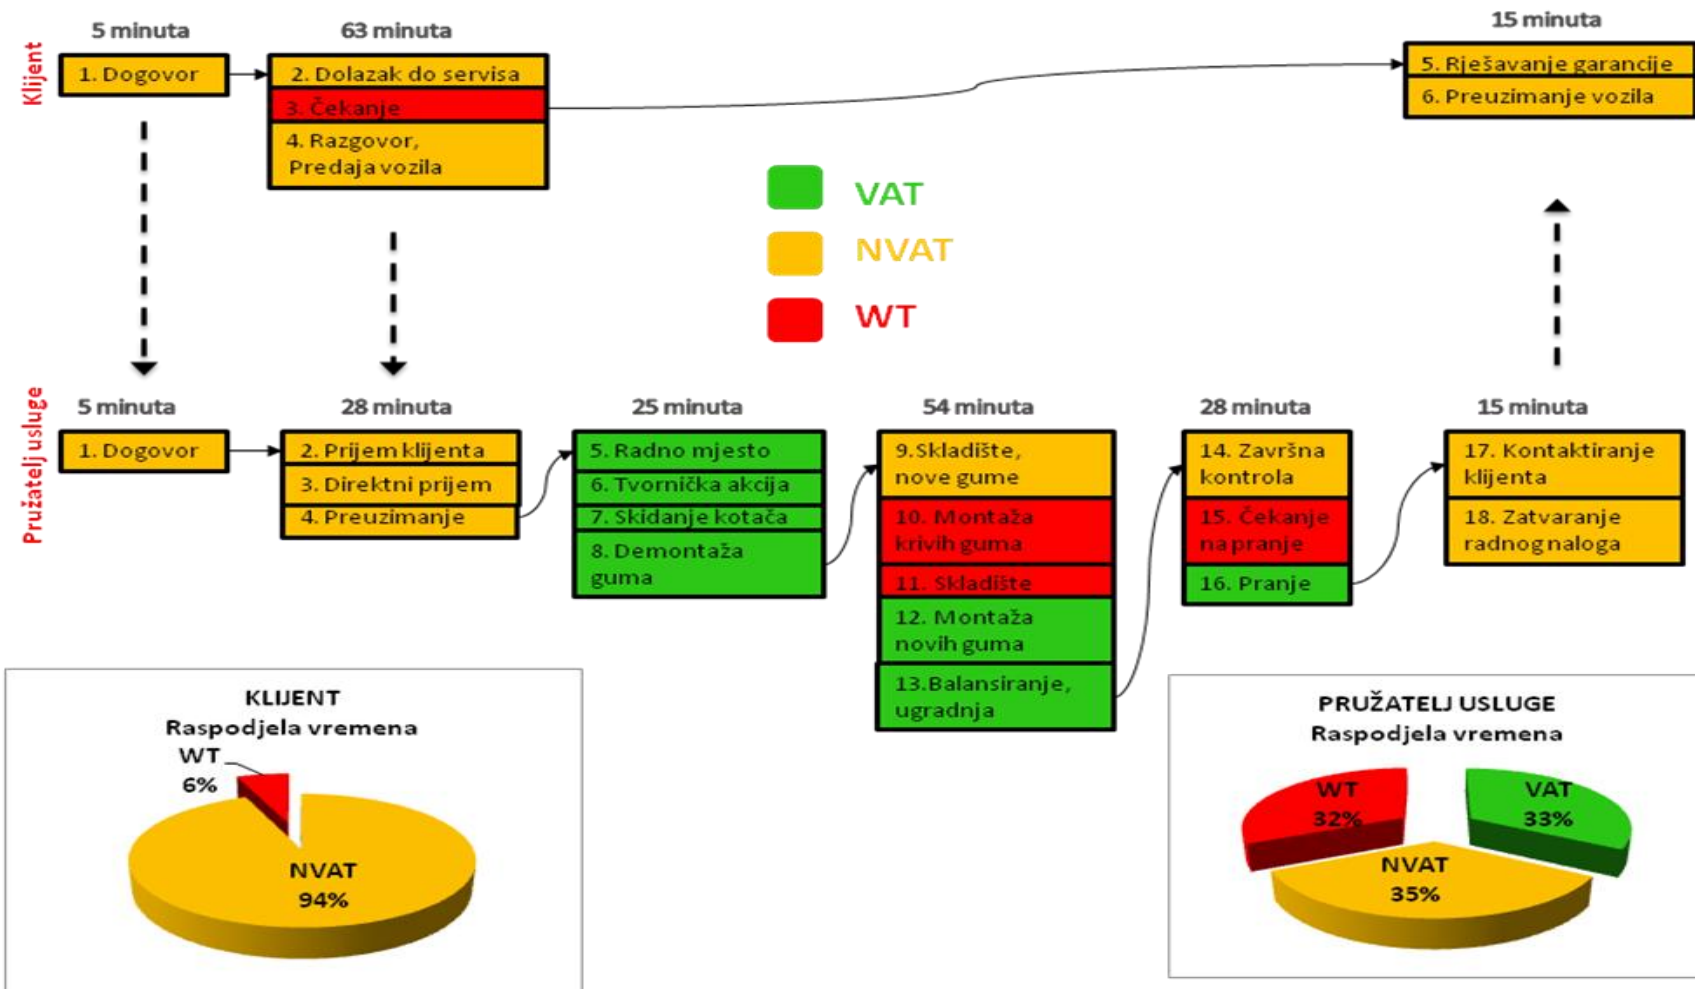 5 minuta
63 minuta
15 minuta
Klijent
1. Dogovor
2. Dolazak do servisa
3. Čekanje
4. Razgovor,
Predaja vozila
5. Rješavanje garancije
6. Preuzimanje vozila
VAT
NVAT
WT
Pružatelj usluge
5 minuta
28 minuta
25 minuta
54 minuta
28 minuta
15 minuta
1. Dogovor
2. Prijem klijenta
3. Direktni prijem
4. Preuzimanje
5. Radno mjesto
6. Tvornička akcija
7. Skidanje kotača
8. Demontaža
guma
9.Skladište,
nove gume
10. Montaža
krivih guma
11. Skladište
12. Montaža
novih guma
13.Balansiranje,
ugradnja
14. Završna
kontrola
15. Čekanje
na pranje
16. Pranje
17. Kontaktiranje
klijenta
18. Zatvaranje
radnog naloga
KLIJENT
Raspodjela vremena
WT
6%
NVAT
94%
PRUŽATELJ USLUGE
Raspodjela vremena
WT
32%
VAT
33%
NVAT
35%